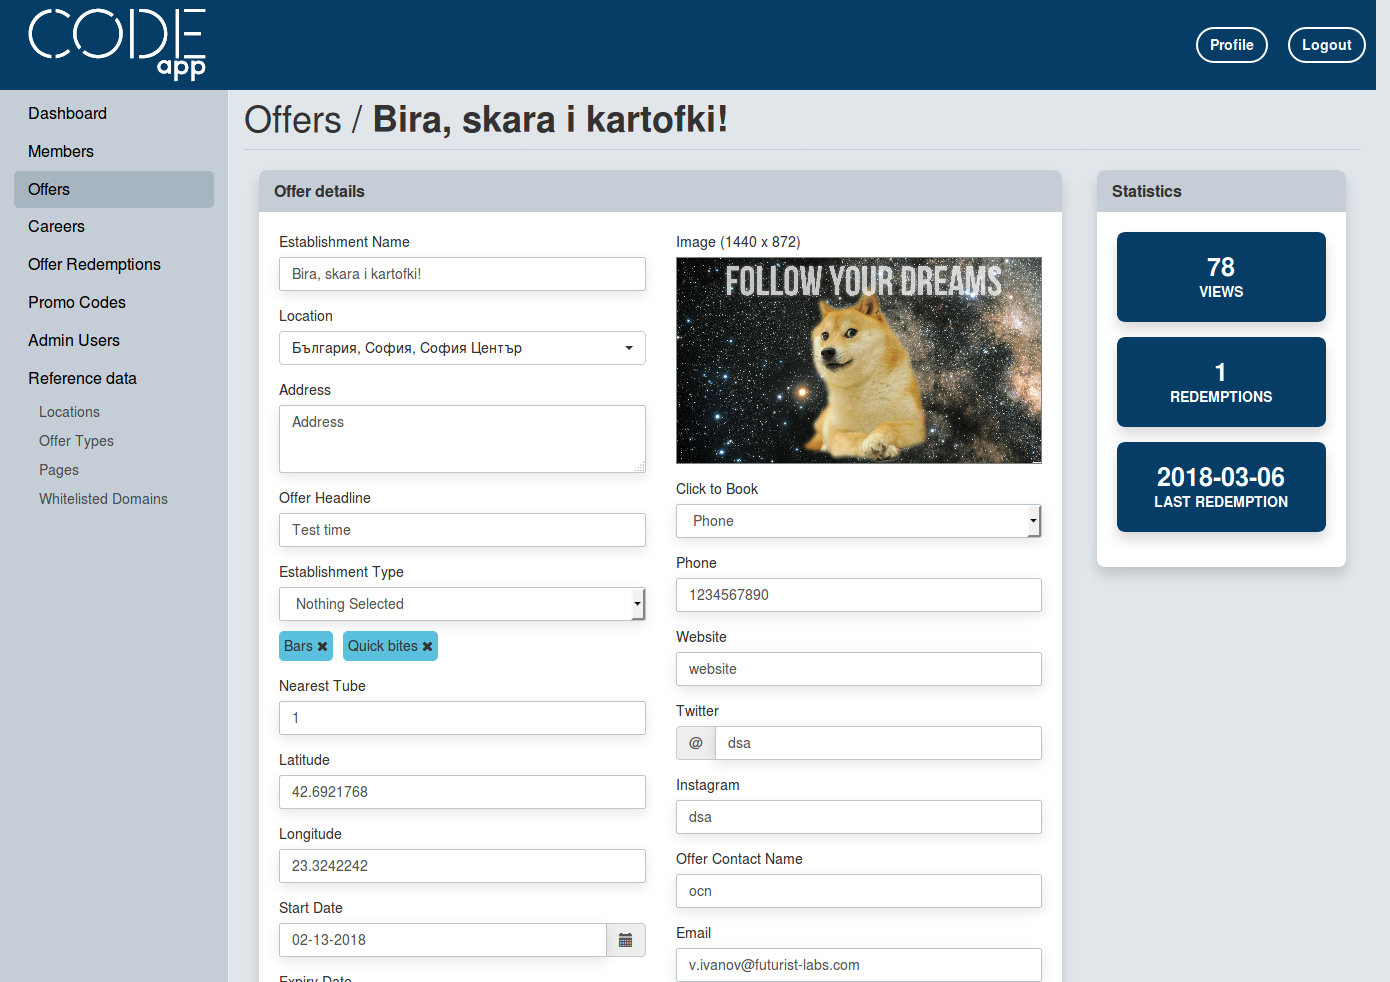 CODE
app
Profile
Logout
Dashboard
Members
Offers
Careers
Offer Redemptions
Promo Codes
Admin Users
Reference data
Locations
Offer Types
Pages
Whitelisted Domains
Offers / Bira, skara i kartofki!
Offer details
Establishment Name
Bira, skara i kartofki!
Location
България, София, София Център
Address
Address
Offer Headline
Test time
Establishment Type
Nothing Selected
Bars ✖ Quick bites ✖
Nearest Tube
1
Latitude
42.6921768
Longitude
23.3242242
Start Date
02-13-2018
Expiry Date
Image (1440 x 872)
FOLLOW YOUR DREAMS
Click to Book
Phone
Phone
1234567890
Website
website
Twitter
@ dsa
Instagram
dsa
Offer Contact Name
ocn
Email
v.ivanov@futurist-labs.com
Statistics
78
VIEWS
1
REDEMPTIONS
2018-03-06
LAST REDEMPTION